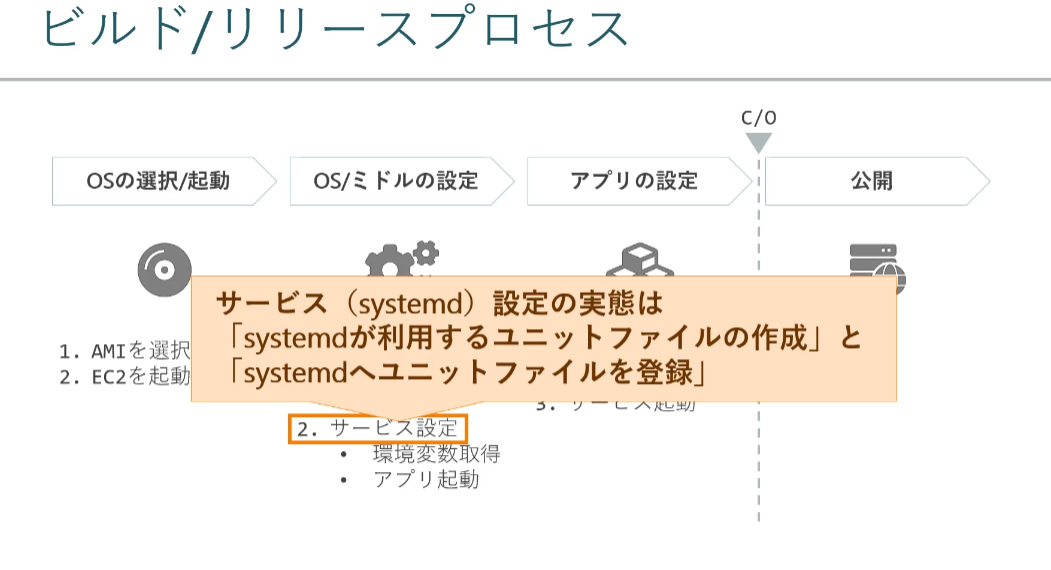 ビルド/リリースプロセス
C/O
OSの選択/起動
OS/ミドルの設定
アプリの設定
公開
サービス（systemd）設定の実態は
「systemdが利用するユニットファイルの作成」と
「systemdへユニットファイルを登録」
1. AMIを選択
2. EC2を起動
3. サービス起動
2. サービス設定
• 環境変数取得
• アプリ起動